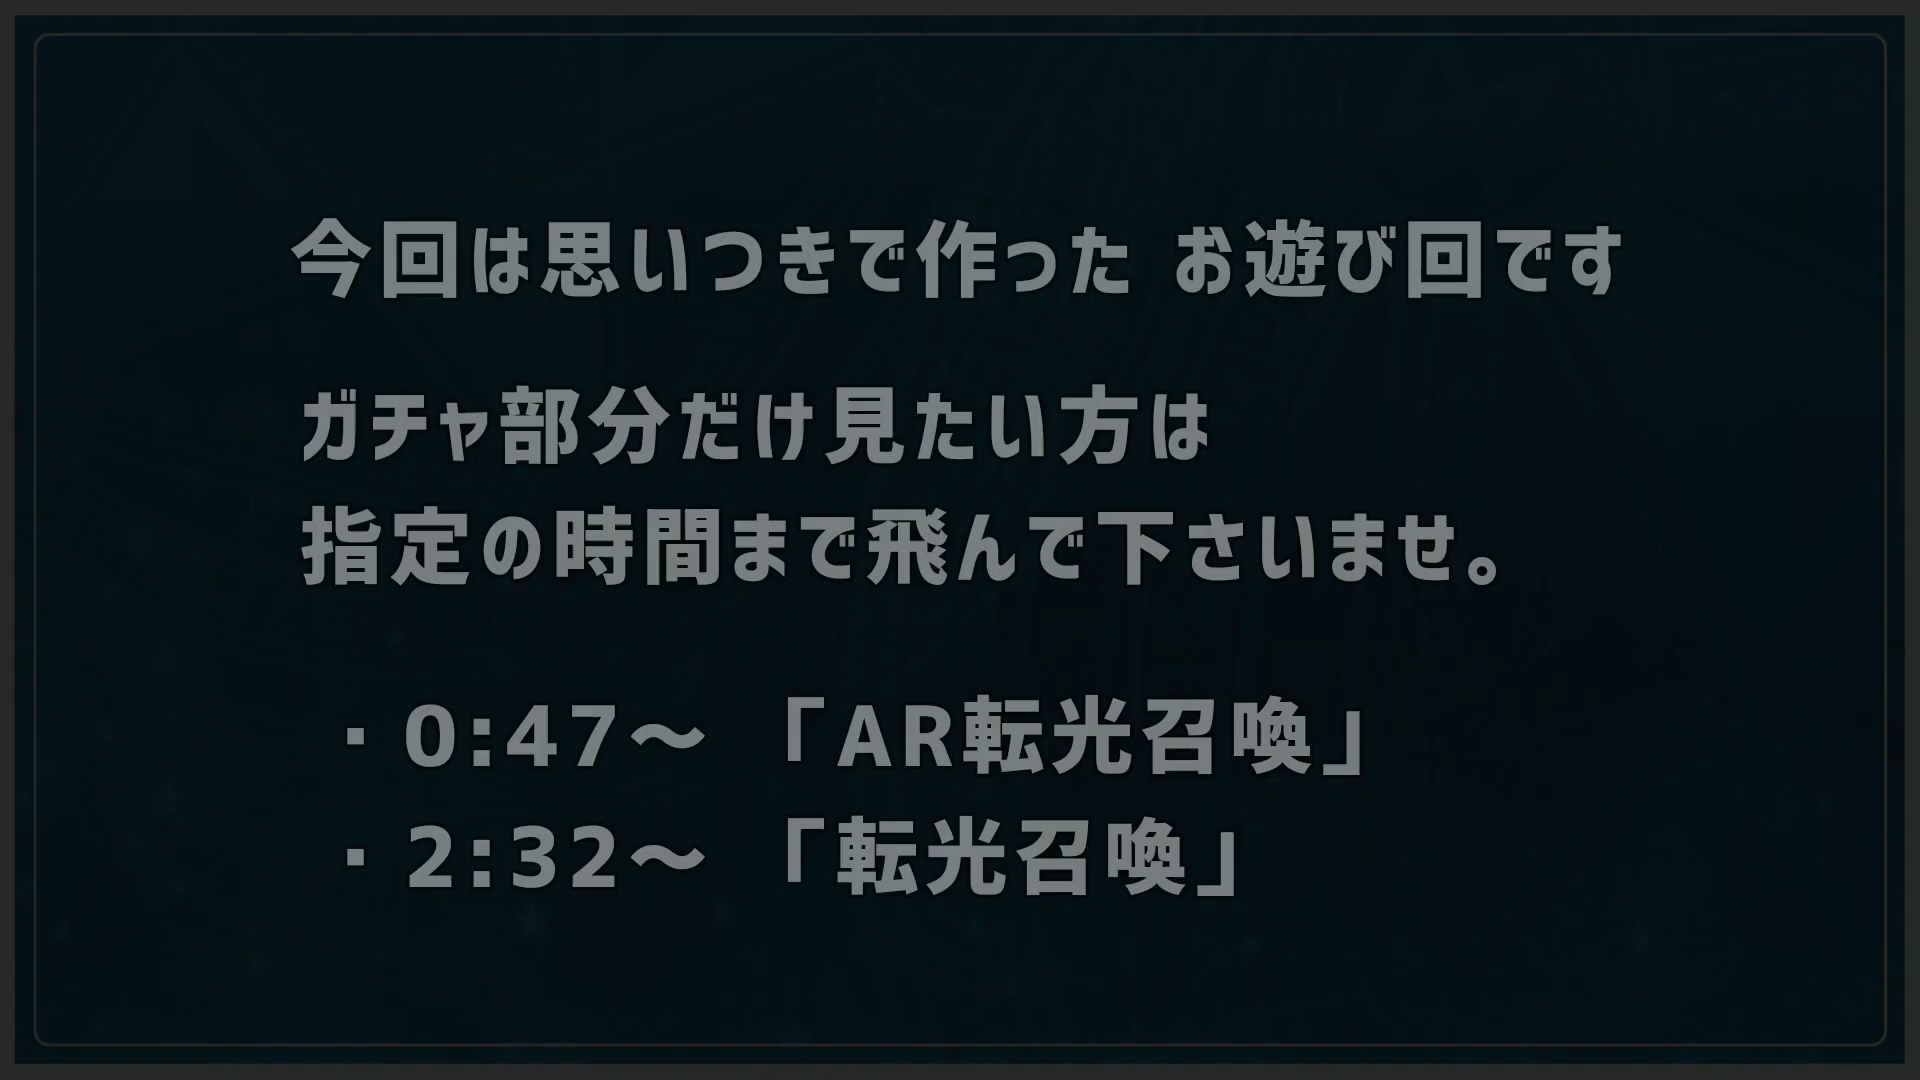 今回は思いつきで作った お遊び回です
ガチャ部分だけ見たい方は
指定の時間まで飛んで下さいませ。
・0:47～ 「AR転光召喚」
・2:32～ 「転光召喚」